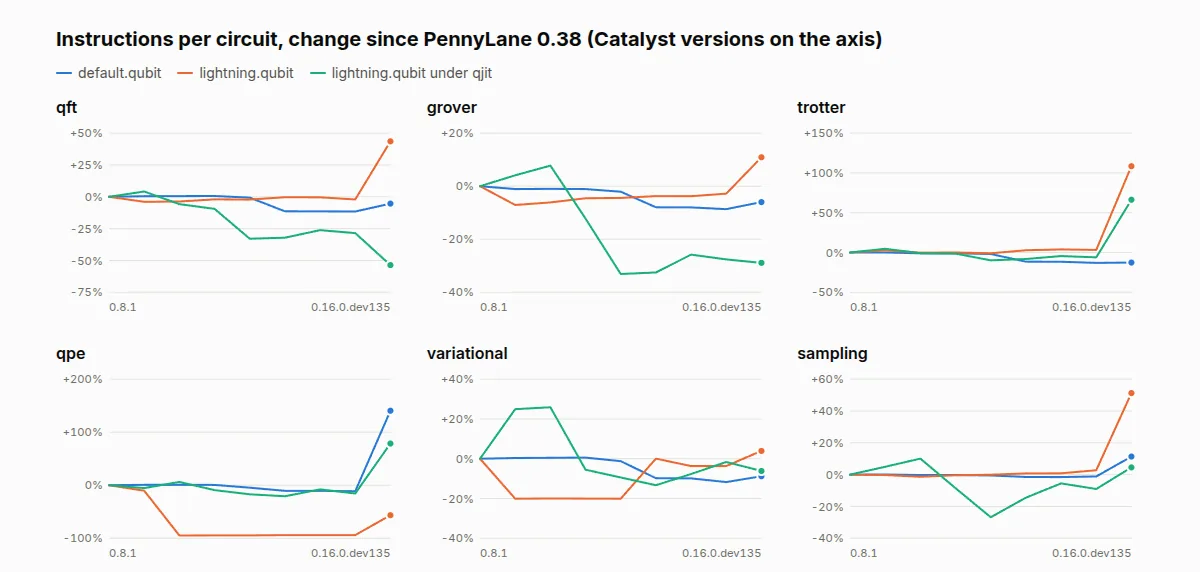 Instructions per circuit, change since PennyLane 0.38 (Catalyst versions on the axis)
default.qubit lightning.qubit lightning.qubit under qjit
qft
+50%
+25%
0%
-25%
-50%
-75%
0.8.1 0.16.0.dev135
grover
+20%
0%
-20%
-40%
0.8.1 0.16.0.dev135
trotter
+150%
+100%
+50%
0%
-50%
0.8.1 0.16.0.dev135
qpe
+200%
+100%
0%
-100%
0.8.1 0.16.0.dev135
variational
+40%
+20%
0%
-20%
-40%
0.8.1 0.16.0.dev135
sampling
+60%
+40%
+20%
0%
-20%
-40%
0.8.1 0.16.0.dev135